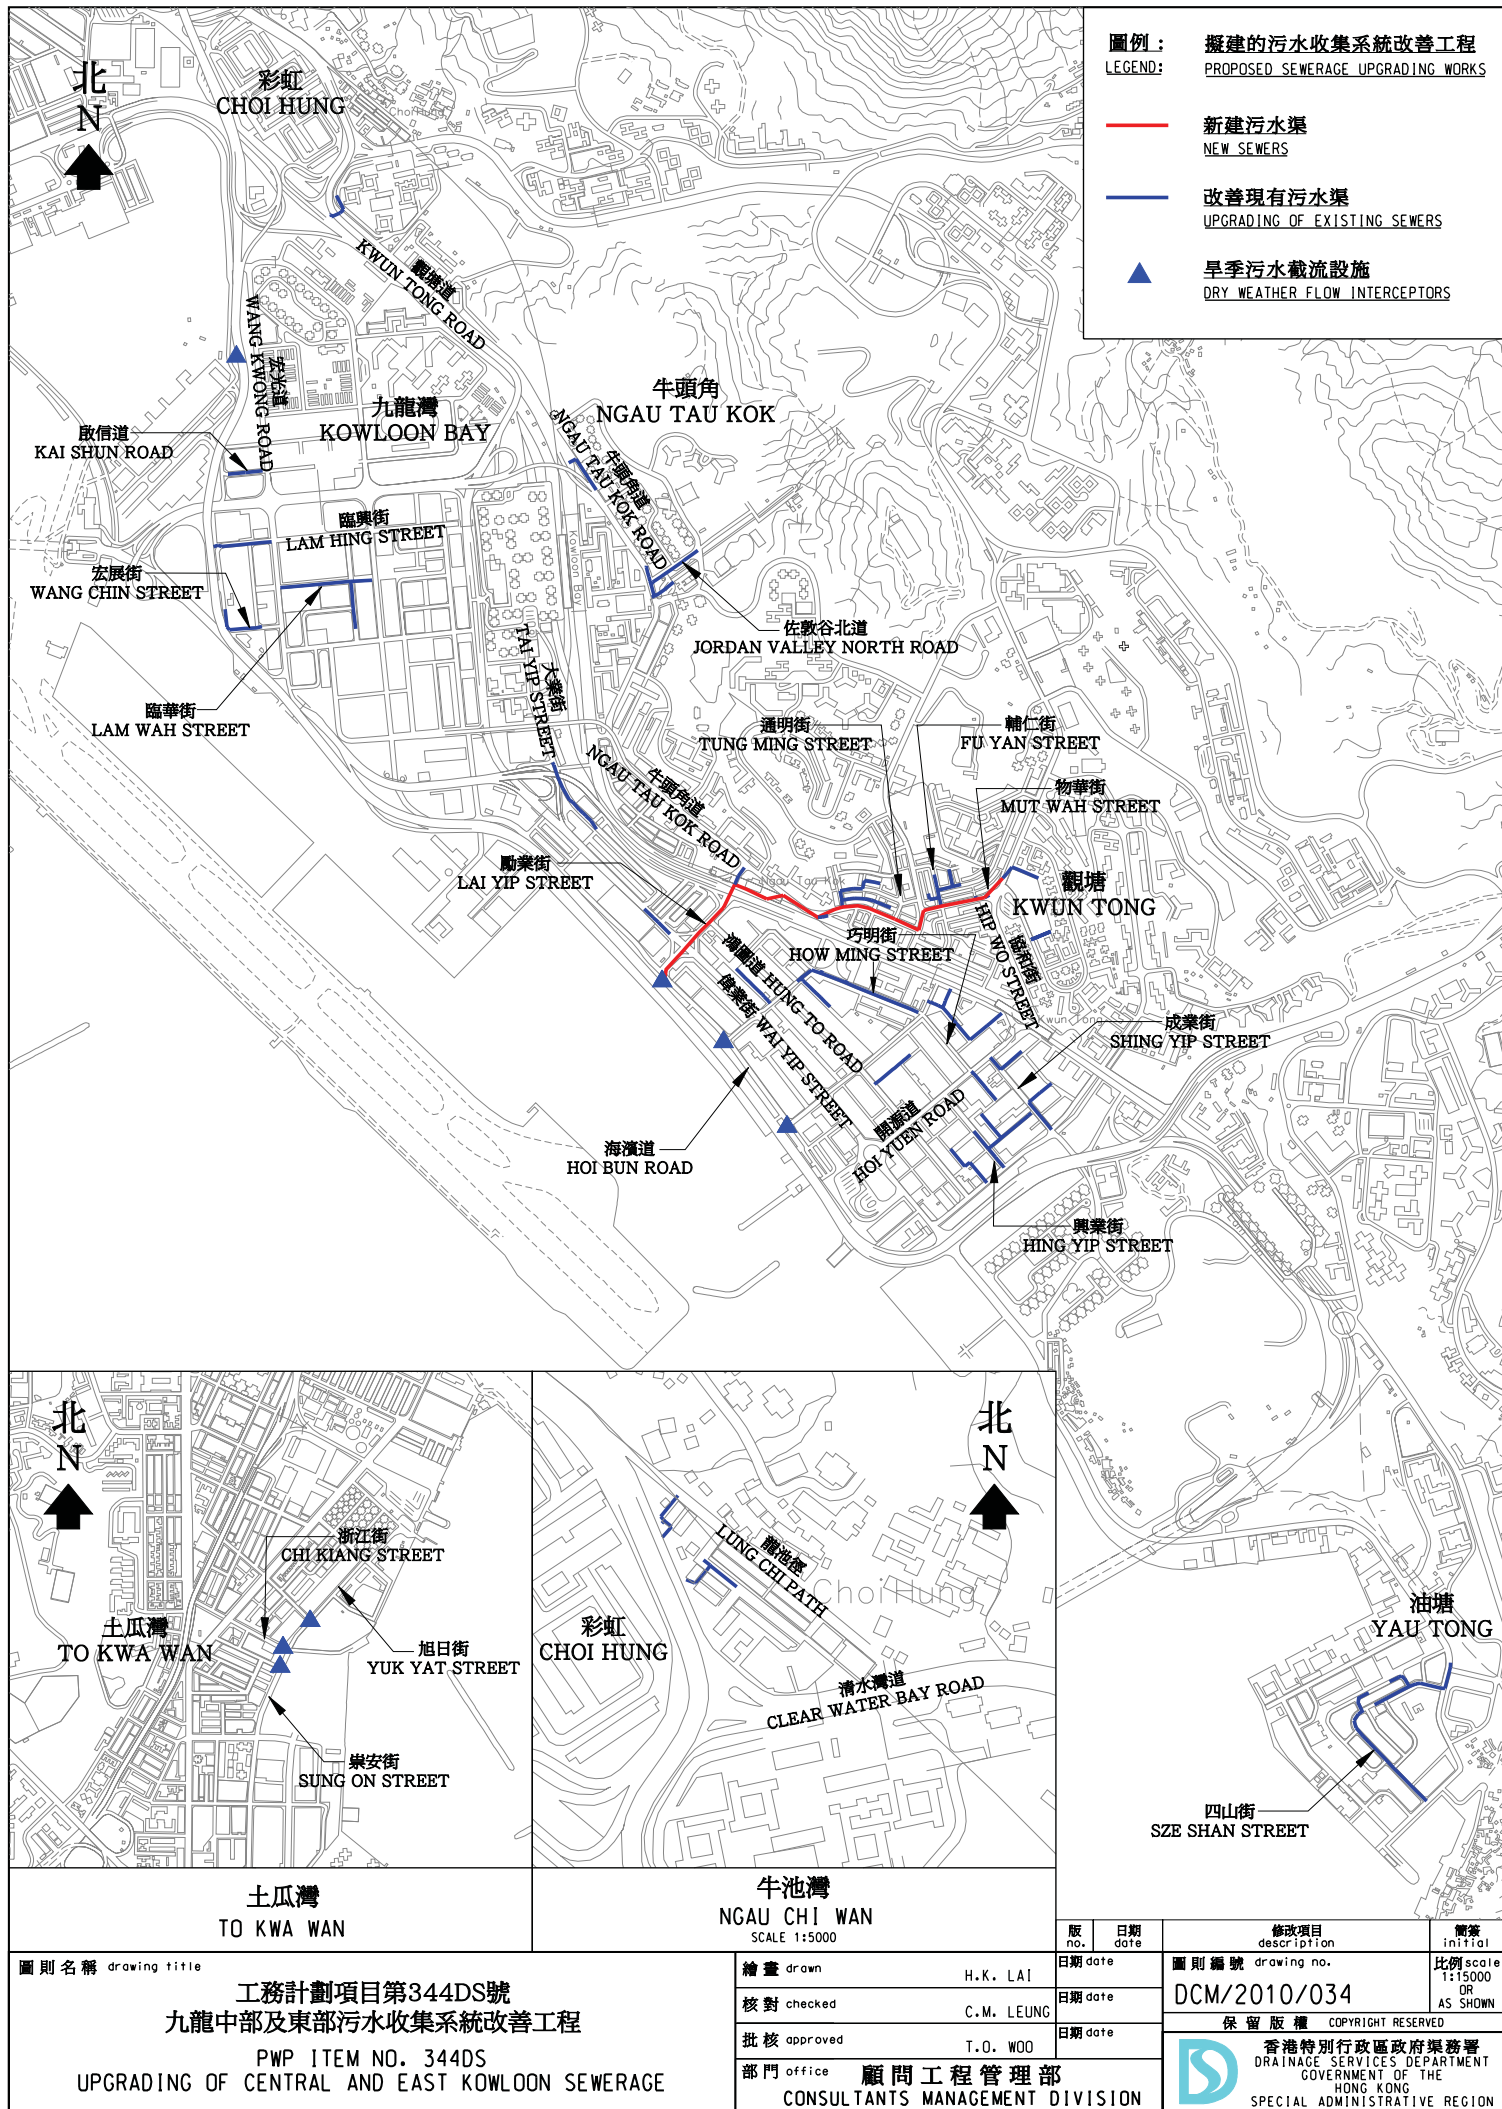 圖例： 擬建的污水收集系統改善工程
LEGEND: PROPOSED SEWERAGE UPGRADING WORKS
新建污水渠
NEW SEWERS
改善現有污水渠
UPGRADING OF EXISTING SEWERS
旱季污水截流設施
DRY WEATHER FLOW INTERCEPTORS
北
N
彩虹
CHOI HUNG
Choi Hung
觀塘道
KWUN TONG ROAD
宏光道
WANG KWONG ROAD
九龍灣
KOWLOON BAY
牛頭角
NGAU TAU KOK
啟信道
KAI SHUN ROAD
牛頭角道
NGAU TAU KOK ROAD
臨興街
LAM HING STREET
Kowloon Bay
宏展街
WANG CHIN STREET
佐敦谷北道
JORDAN VALLEY NORTH ROAD
大業街
TAI YIP STREET
臨華街
LAM WAH STREET
通明街
TUNG MING STREET
輔仁街
FU YAN STREET
牛頭角道
NGAU TAU KOK ROAD
物華街
MUT WAH STREET
勵業街
LAI YIP STREET
Ngau Tau Kok
觀塘
KWUN TONG
協和街
HIP WO STREET
巧明街
HOW MING STREET
鴻圖道 HUNG TO ROAD
偉業街 WAI YIP STREET
Kwun Tong
成業街
SHING YIP STREET
開源道
HOI YUEN ROAD
海濱道
HOI BUN ROAD
興業街
HING YIP STREET
北
N
浙江街
CHI KIANG STREET
土瓜灣
TO KWA WAN
旭日街
YUK YAT STREET
崇安街
SUNG ON STREET
土瓜灣
TO KWA WAN
北
N
龍池徑
LUNG CHI PATH
Choi Hung
彩虹
CHOI HUNG
清水灣道
CLEAR WATER BAY ROAD
牛池灣
NGAU CHI WAN
SCALE 1:5000
油塘
YAU TONG
四山街
SZE SHAN STREET
版 日期 修改項目 簡簽
no. date description initial
圖則名稱 drawing title
工務計劃項目第344DS號
九龍中部及東部污水收集系統改善工程
PWP ITEM NO. 344DS
UPGRADING OF CENTRAL AND EAST KOWLOON SEWERAGE
繪畫 drawn H.K. LAI 日期 date
核對 checked C.M. LEUNG 日期 date
批核 approved T.O. WOO 日期 date
部門 office 顧問工程管理部
CONSULTANTS MANAGEMENT DIVISION
圖則編號 drawing no.
DCM/2010/034
比例 scale
1:15000
OR
AS SHOWN
保留版權 COPYRIGHT RESERVED
香港特別行政區政府渠務署
DRAINAGE SERVICES DEPARTMENT
GOVERNMENT OF THE
HONG KONG
SPECIAL ADMINISTRATIVE REGION